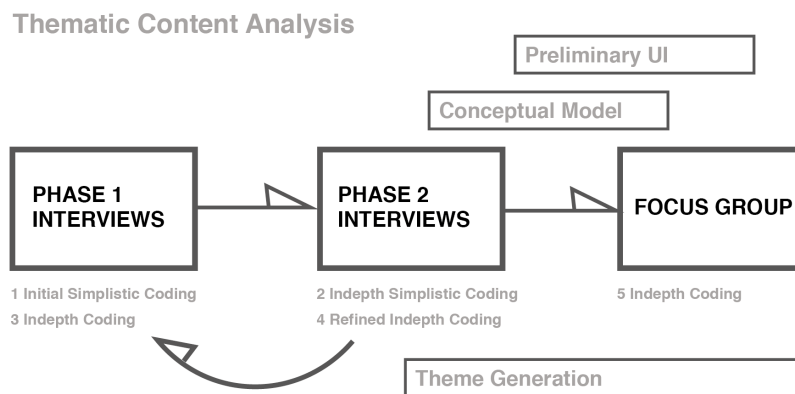 Thematic Content Analysis
Preliminary UI
Conceptual Model
PHASE 1
INTERVIEWS
PHASE 2
INTERVIEWS
FOCUS GROUP
1 Initial Simplistic Coding
3 Indepth Coding
2 Indepth Simplistic Coding
4 Refined Indepth Coding
5 Indepth Coding
Theme Generation